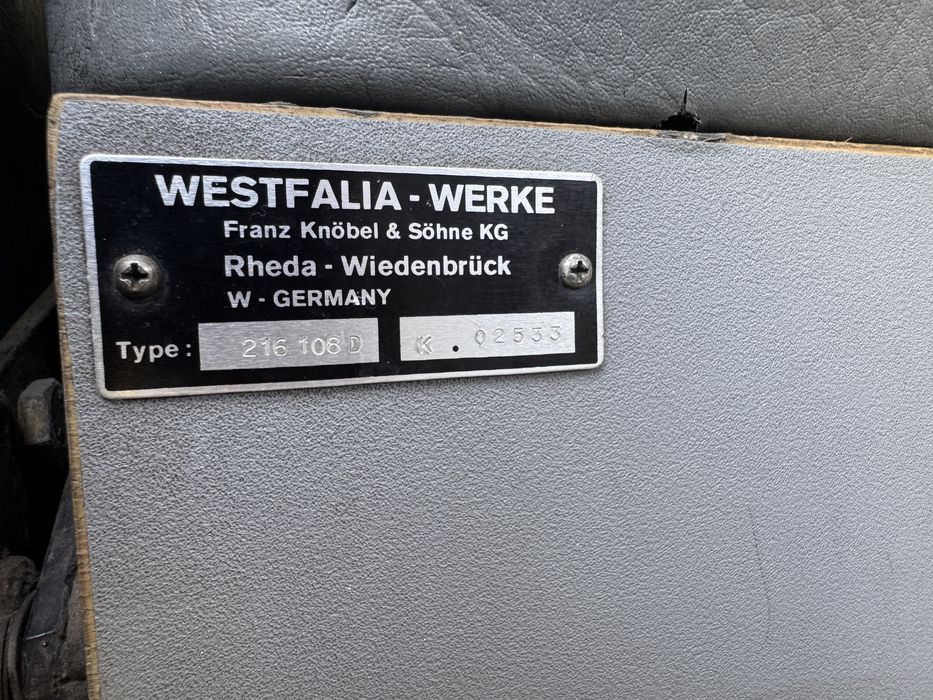 WESTFALIA - WERKE
Franz Knöbel & Söhne KG
Rheda - Wiedenbrück
W - GERMANY
Type: 216 108 D K . 02533